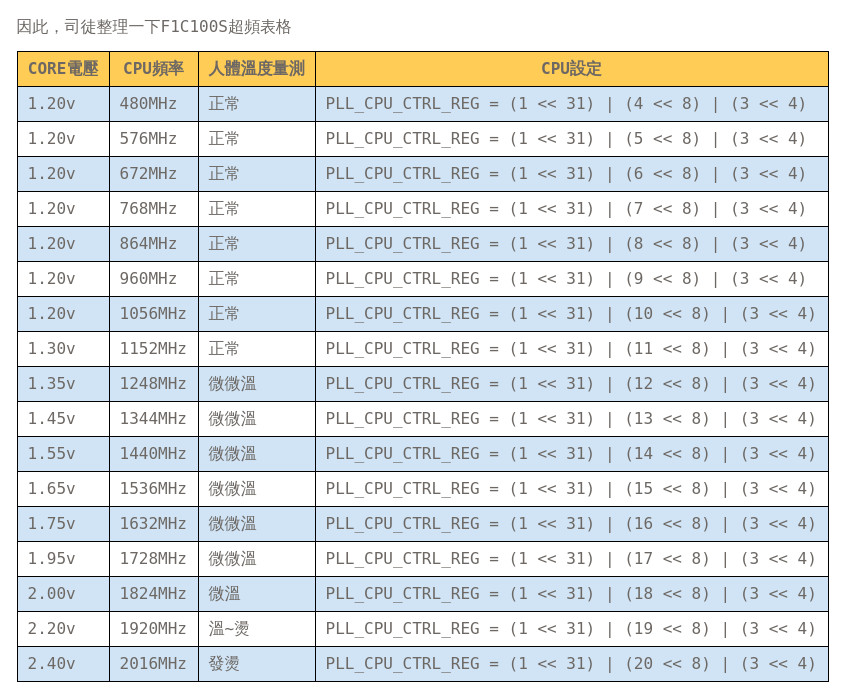 因此，司徒整理一下F1C100S超頻表格
CORE電壓 CPU頻率 人體溫度量測 CPU設定
1.20v 480MHz 正常 PLL_CPU_CTRL_REG = (1 << 31) | (4 << 8) | (3 << 4)
1.20v 576MHz 正常 PLL_CPU_CTRL_REG = (1 << 31) | (5 << 8) | (3 << 4)
1.20v 672MHz 正常 PLL_CPU_CTRL_REG = (1 << 31) | (6 << 8) | (3 << 4)
1.20v 768MHz 正常 PLL_CPU_CTRL_REG = (1 << 31) | (7 << 8) | (3 << 4)
1.20v 864MHz 正常 PLL_CPU_CTRL_REG = (1 << 31) | (8 << 8) | (3 << 4)
1.20v 960MHz 正常 PLL_CPU_CTRL_REG = (1 << 31) | (9 << 8) | (3 << 4)
1.20v 1056MHz 正常 PLL_CPU_CTRL_REG = (1 << 31) | (10 << 8) | (3 << 4)
1.30v 1152MHz 正常 PLL_CPU_CTRL_REG = (1 << 31) | (11 << 8) | (3 << 4)
1.35v 1248MHz 微微溫 PLL_CPU_CTRL_REG = (1 << 31) | (12 << 8) | (3 << 4)
1.45v 1344MHz 微微溫 PLL_CPU_CTRL_REG = (1 << 31) | (13 << 8) | (3 << 4)
1.55v 1440MHz 微微溫 PLL_CPU_CTRL_REG = (1 << 31) | (14 << 8) | (3 << 4)
1.65v 1536MHz 微微溫 PLL_CPU_CTRL_REG = (1 << 31) | (15 << 8) | (3 << 4)
1.75v 1632MHz 微微溫 PLL_CPU_CTRL_REG = (1 << 31) | (16 << 8) | (3 << 4)
1.95v 1728MHz 微微溫 PLL_CPU_CTRL_REG = (1 << 31) | (17 << 8) | (3 << 4)
2.00v 1824MHz 微溫 PLL_CPU_CTRL_REG = (1 << 31) | (18 << 8) | (3 << 4)
2.20v 1920MHz 溫~燙 PLL_CPU_CTRL_REG = (1 << 31) | (19 << 8) | (3 << 4)
2.40v 2016MHz 發燙 PLL_CPU_CTRL_REG = (1 << 31) | (20 << 8) | (3 << 4)